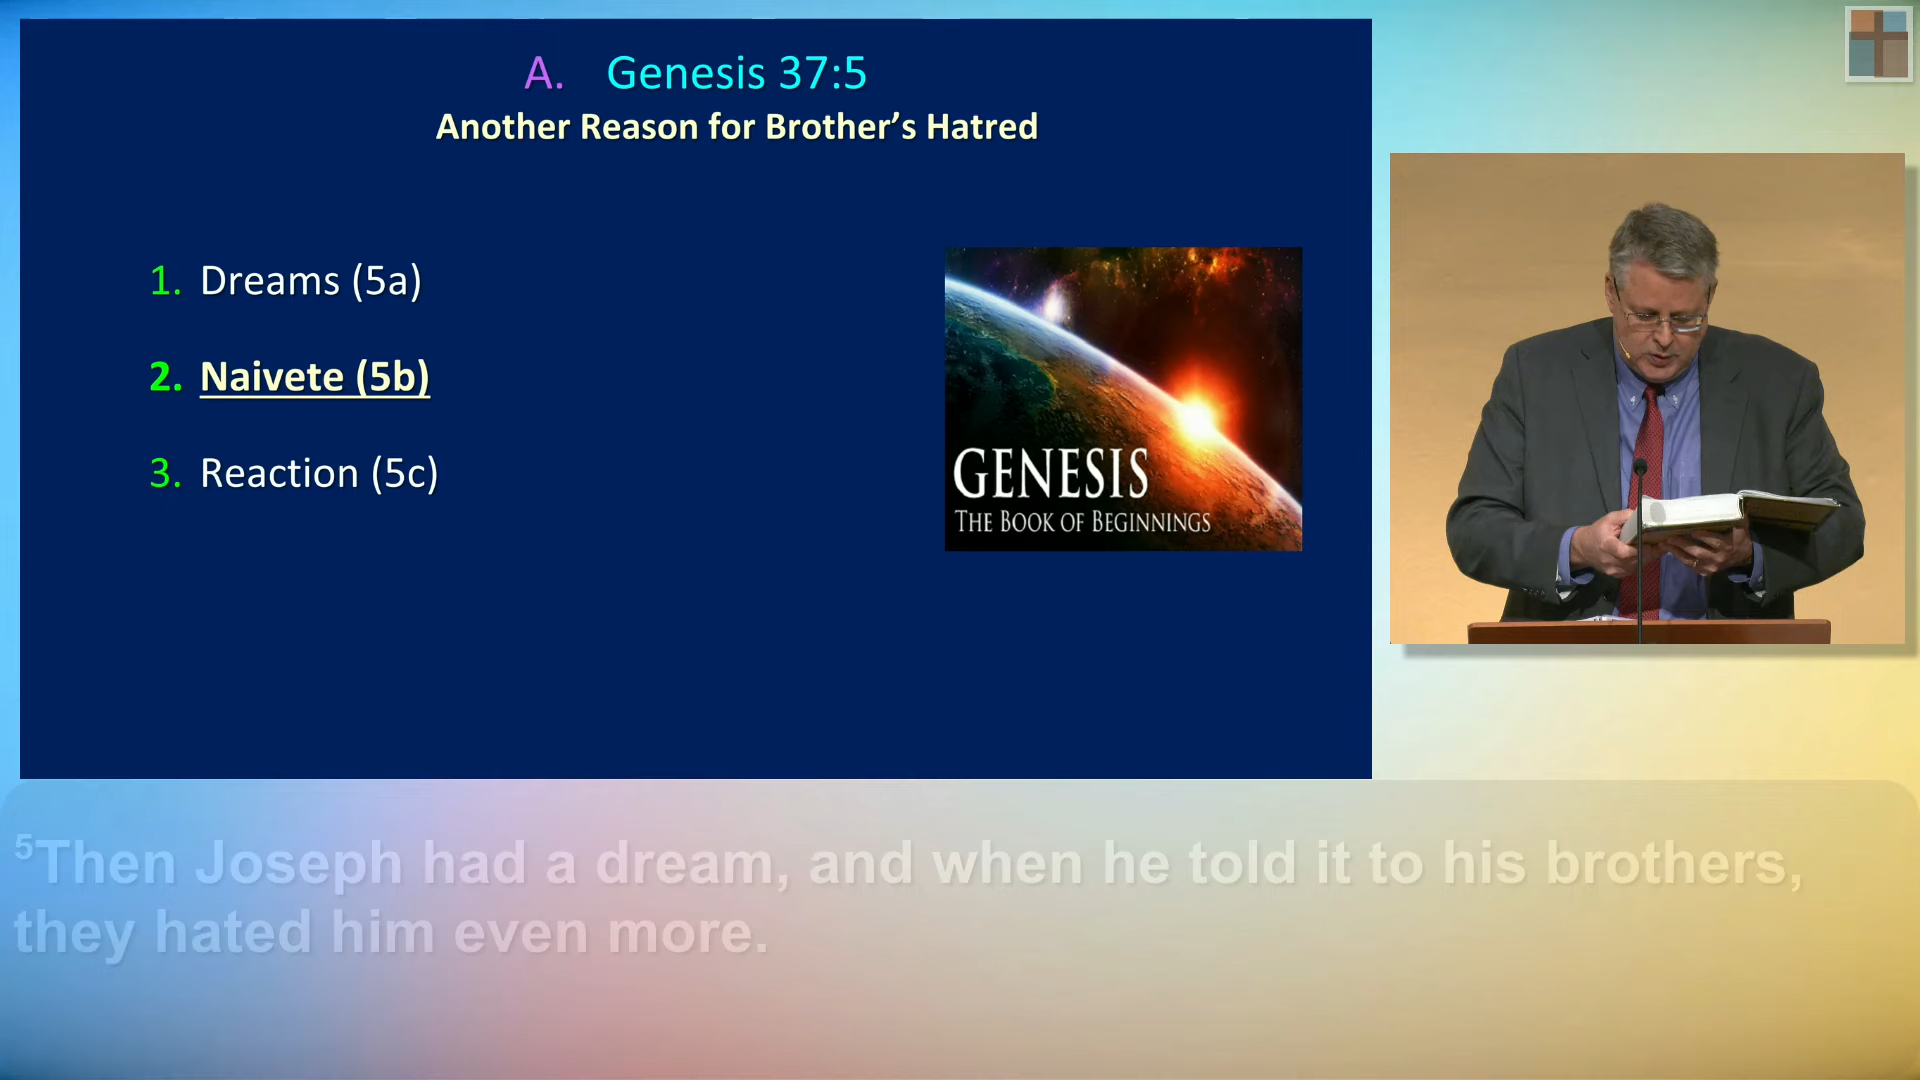 A. Genesis 37:5
Another Reason for Brother’s Hatred
1. Dreams (5a)
2. Naivete (5b)
3. Reaction (5c)
GENESIS
THE BOOK OF BEGINNINGS
5Then Joseph had a dream, and when he told it to his brothers,
they hated him even more.